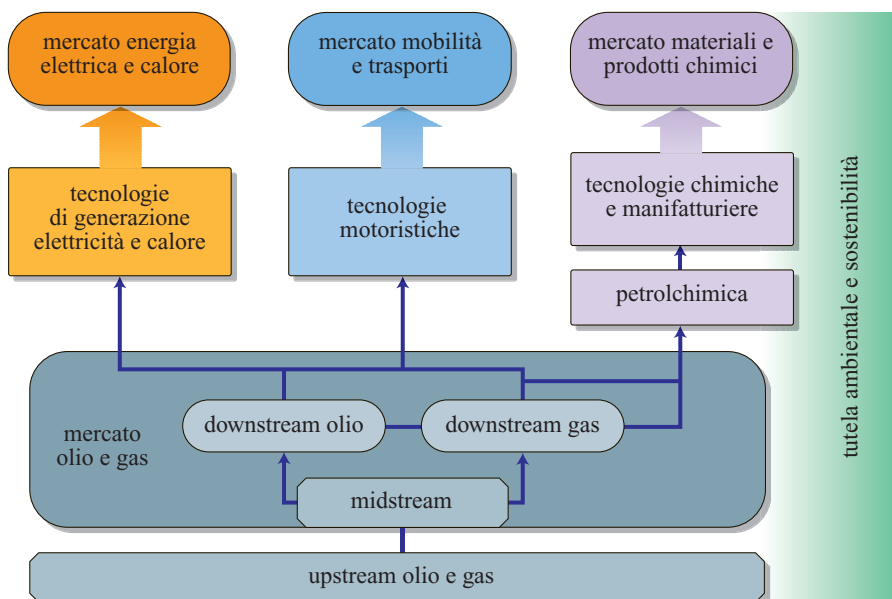 mercato energia
elettrica e calore
mercato mobilità
e trasporti
mercato materiali e
prodotti chimici
tecnologie
di generazione
elettricità e calore
tecnologie
motoristiche
tecnologie chimiche
e manifatturiere
petrolchimica
mercato
olio e gas
downstream olio
downstream gas
midstream
upstream olio e gas
tutela ambientale e sostenibilità